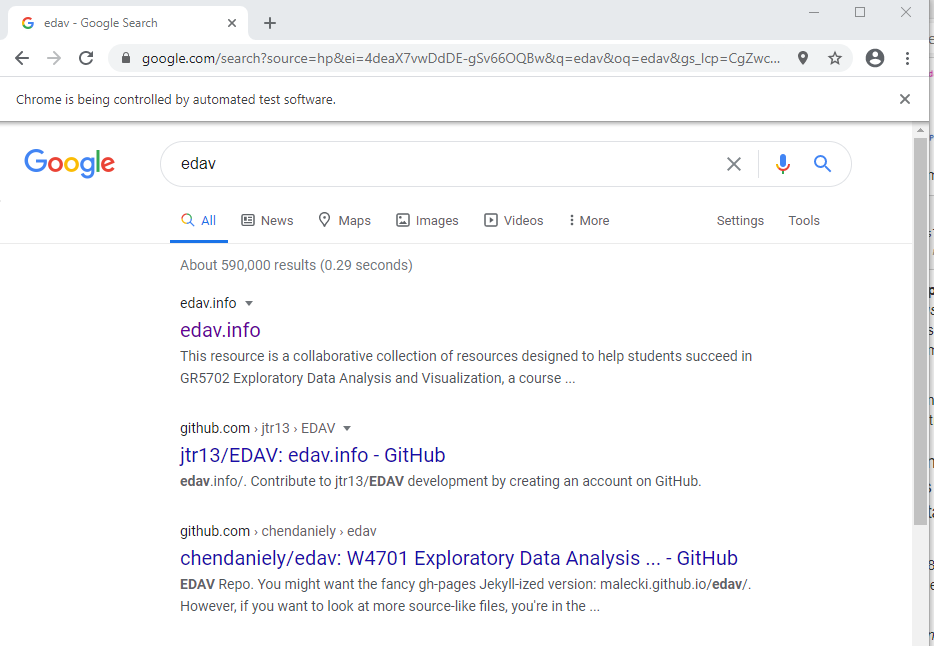 edav - Google Search
google.com/search?source=hp&ei=4deaX7vwDdDE-gSv66OQBw&q=edav&oq=edav&gs_lcp=CgZwc...
Chrome is being controlled by automated test software.
Google
edav
All News Maps Images Videos More Settings Tools
About 590,000 results (0.29 seconds)
edav.info
edav.info
This resource is a collaborative collection of resources designed to help students succeed in
GR5702 Exploratory Data Analysis and Visualization, a course ...
github.com › jtr13 › EDAV
jtr13/EDAV: edav.info - GitHub
edav.info/. Contribute to jtr13/EDAV development by creating an account on GitHub.
github.com › chendaniely › edav
chendaniely/edav: W4701 Exploratory Data Analysis ... - GitHub
EDAV Repo. You might want the fancy gh-pages Jekyll-ized version: malecki.github.io/edav/.
However, if you want to look at more source-like files, you're in the ...